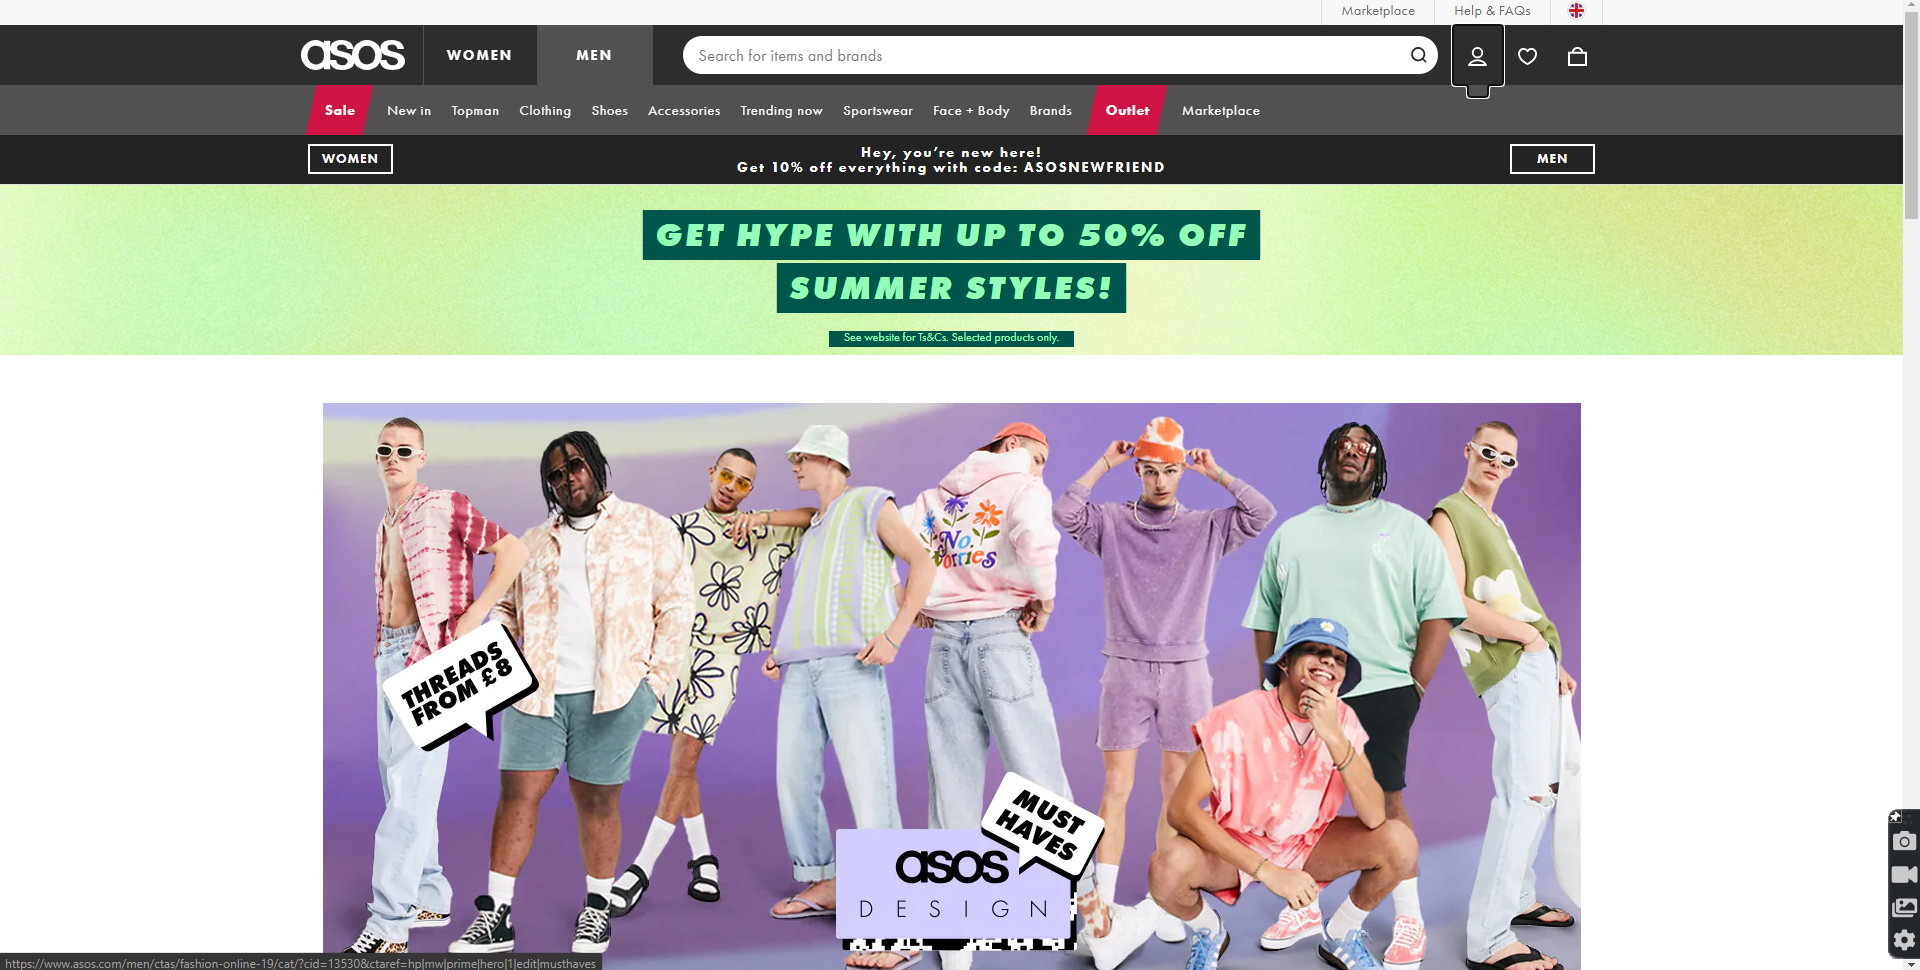 Marketplace
Help & FAQs
asos
WOMEN
MEN
Search for items and brands
Sale
New in
Topman
Clothing
Shoes
Accessories
Trending now
Sportswear
Face + Body
Brands
Outlet
Marketplace
WOMEN
Hey, you're new here!
Get 10% off everything with code: ASOSNEWFRIEND
MEN
GET HYPE WITH UP TO 50% OFF
SUMMER STYLES!
See website for Ts&Cs. Selected products only.
No.
Worries
THREADS
FROM £8
MUST
HAVES
asos
DESIGN
https://www.asos.com/men/ctas/fashion-online-19/cat/?cid=13530&ctaref=hp|mw|prime|hero|1|edit|musthaves